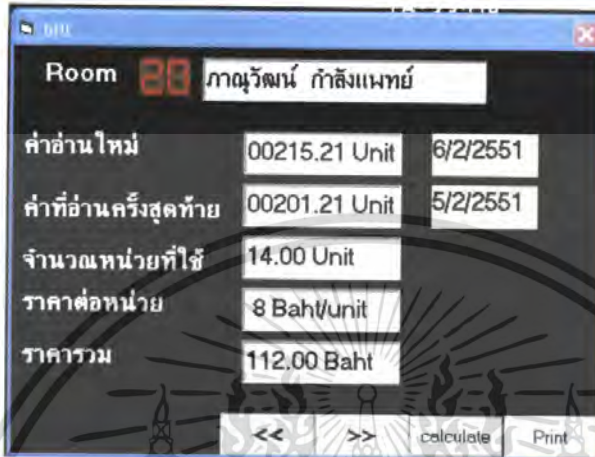 Room ภาณุวัฒน์ กำลังแพทย์
ค่าอ่านใหม่ 00215.21 Unit 6/2/2551
ค่าที่อ่านครั้งสุดท้าย 00201.21 Unit 5/2/2551
จำนวณหน่วยที่ใช้ 14.00 Unit
ราคาต่อหน่วย 8 Baht/unit
ราคารวม 112.00 Baht
<< >> calculate Print